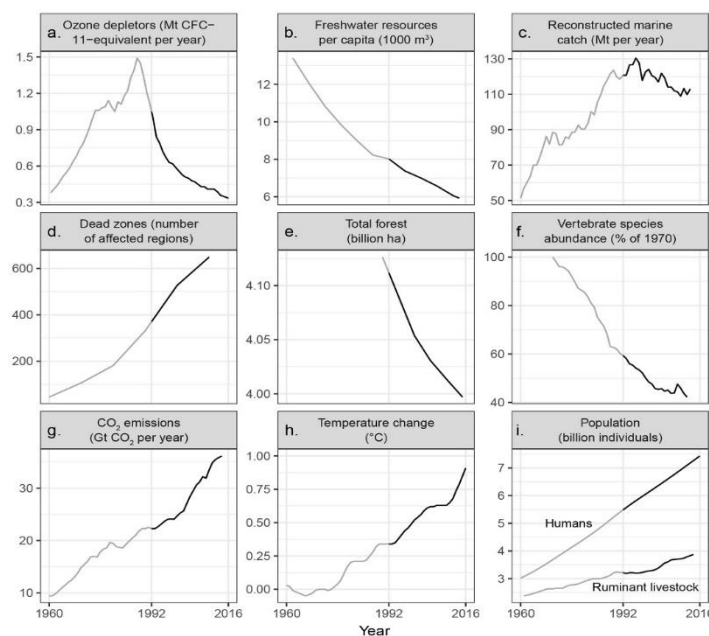 a. Ozone depletors (Mt CFC−
11−equivalent per year)
1.5
1.2
0.9
0.6
0.3
b. Freshwater resources
per capita (1000 m³)
12
10
8
6
c. Reconstructed marine
catch (Mt per year)
130
110
90
70
50
d. Dead zones (number
of affected regions)
600
400
200
e. Total forest
(billion ha)
4.10
4.05
4.00
f. Vertebrate species
abundance (% of 1970)
100
80
60
40
g. CO₂ emissions
(Gt CO₂ per year)
30
20
10
1960 1992 2016
h. Temperature change
(°C)
1.00
0.75
0.50
0.25
0.00
1960 1992 2016
i. Population
(billion individuals)
7
6
5
4
3
Humans
Ruminant livestock
1960 1992 2016
Year